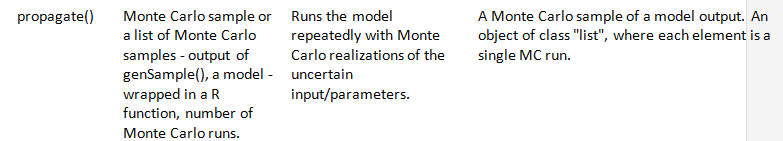 propagate()
Monte Carlo sample or
a list of Monte Carlo
samples - output of
genSample(), a model -
wrapped in a R
function, number of
Monte Carlo runs.
Runs the model
repeatedly with Monte
Carlo realizations of the
uncertain
input/parameters.
A Monte Carlo sample of a model output. An
object of class "list", where each element is a
single MC run.